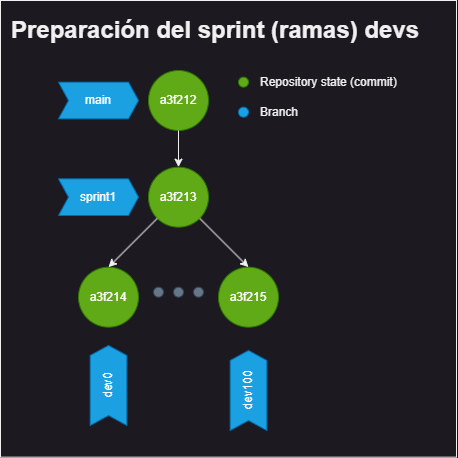 Preparación del sprint (ramas) devs
main
a3f212
Repository state (commit)
Branch
sprint1
a3f213
a3f214
a3f215
dev0
dev100